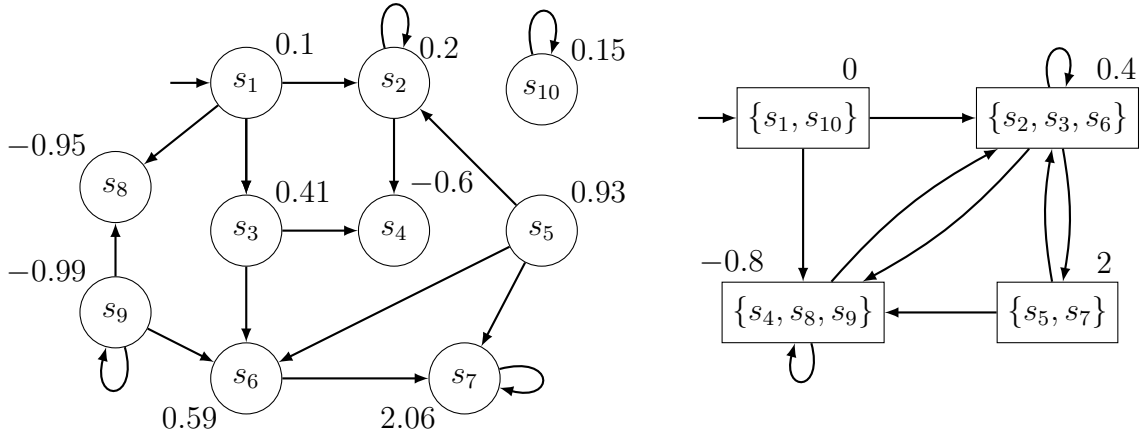 0.1
s₁
0.2
s₂
0.15
s₁₀
−0.95
s₈
0.41
s₃
−0.6
s₄
0.93
s₅
−0.99
s₉
s₆
0.59
s₇
2.06
0
{s₁, s₁₀}
0.4
{s₂, s₃, s₆}
−0.8
{s₄, s₈, s₉}
2
{s₅, s₇}